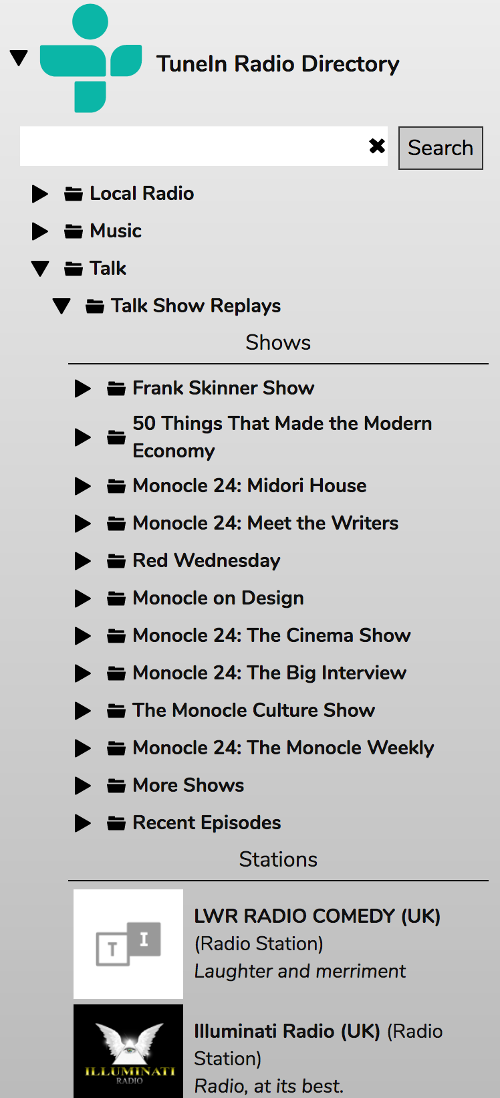 TuneIn Radio Directory
Search
Local Radio
Music
Talk
Talk Show Replays
Shows
Frank Skinner Show
50 Things That Made the Modern
Economy
Monocle 24: Midori House
Monocle 24: Meet the Writers
Red Wednesday
Monocle on Design
Monocle 24: The Cinema Show
Monocle 24: The Big Interview
The Monocle Culture Show
Monocle 24: The Monocle Weekly
More Shows
Recent Episodes
Stations
T I
LWR RADIO COMEDY (UK)
(Radio Station)
Laughter and merriment
ILLUMINATI
RADIO
Illuminati Radio (UK) (Radio
Station)
Radio, at its best.